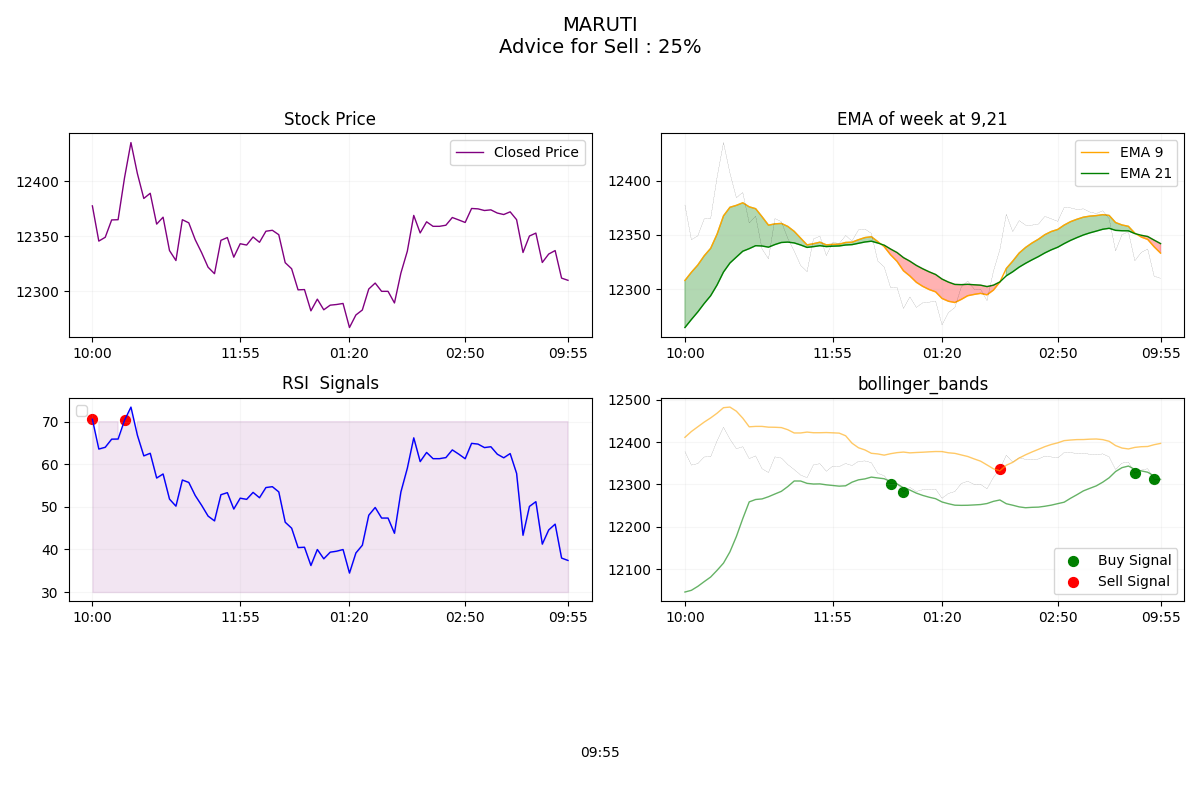 MARUTI
Advice for Sell : 25%
Stock Price
Closed Price
12400
12350
12300
10:00 11:55 01:20 02:50 09:55
EMA of week at 9,21
EMA 9
EMA 21
12400
12350
12300
10:00 11:55 01:20 02:50 09:55
RSI  Signals
70
60
50
40
30
10:00 11:55 01:20 02:50 09:55
bollinger_bands
12500
12400
12300
12200
12100
Buy Signal
Sell Signal
10:00 11:55 01:20 02:50 09:55
09:55